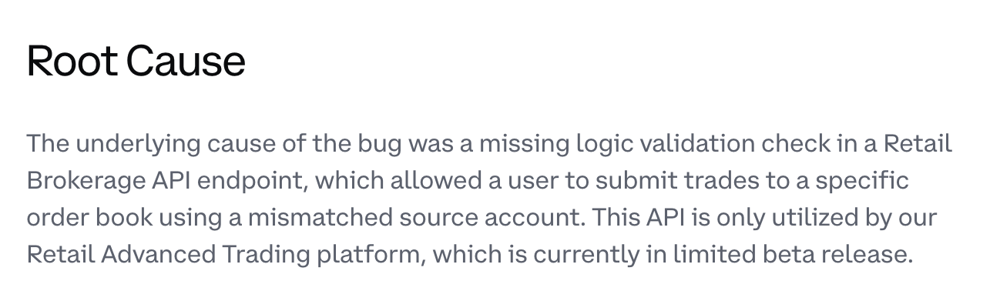 Root Cause
The underlying cause of the bug was a missing logic validation check in a Retail
Brokerage API endpoint, which allowed a user to submit trades to a specific
order book using a mismatched source account. This API is only utilized by our
Retail Advanced Trading platform, which is currently in limited beta release.